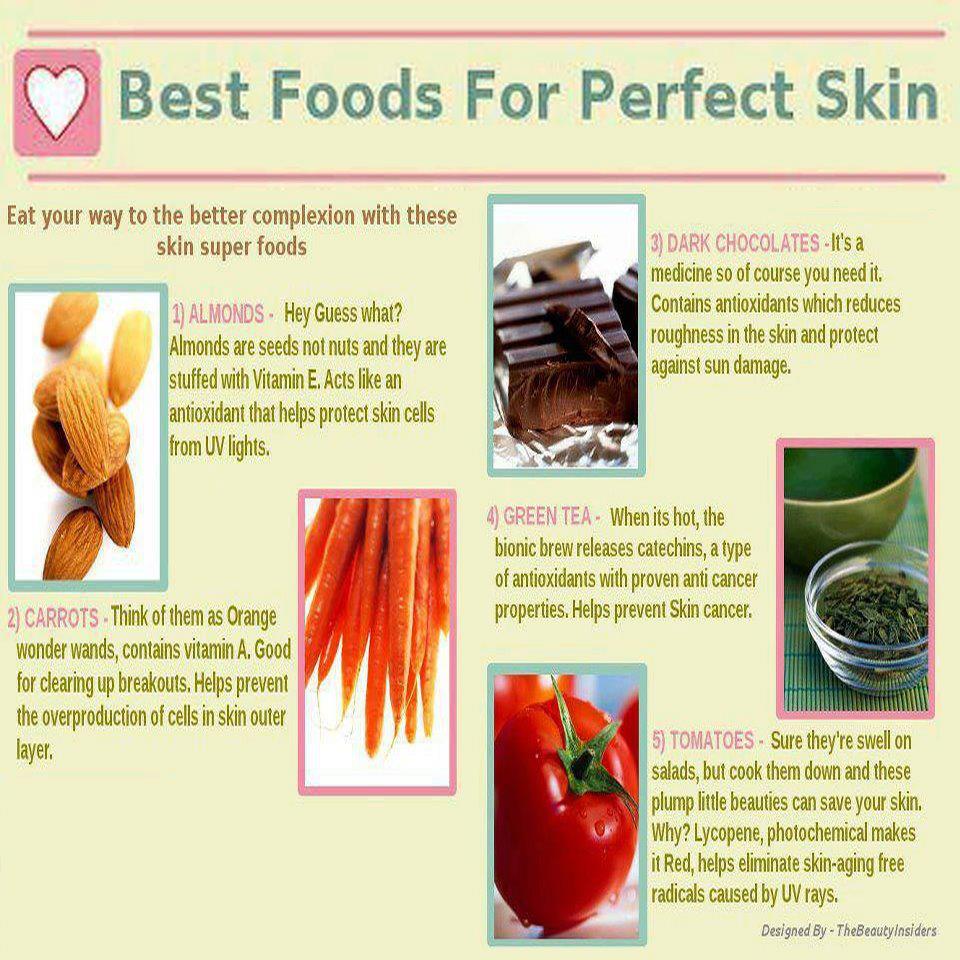 Best Foods For Perfect Skin
Eat your way to the better complexion with these
skin super foods
1) ALMONDS - Hey Guess what?
Almonds are seeds not nuts and they are
stuffed with Vitamin E. Acts like an
antioxidant that helps protect skin cells
from UV lights.
2) CARROTS - Think of them as Orange
wonder wands, contains vitamin A. Good
for clearing up breakouts. Helps prevent
the overproduction of cells in skin outer
layer.
3) DARK CHOCOLATES - It's a
medicine so of course you need it.
Contains antioxidants which reduces
roughness in the skin and protect
against sun damage.
4) GREEN TEA - When its hot, the
bionic brew releases catechins, a type
of antioxidants with proven anti cancer
properties. Helps prevent Skin cancer.
5) TOMATOES - Sure they're swell on
salads, but cook them down and these
plump little beauties can save your skin.
Why? Lycopene, photochemical makes
it Red, helps eliminate skin-aging free
radicals caused by UV rays.
Designed By - TheBeautyInsiders